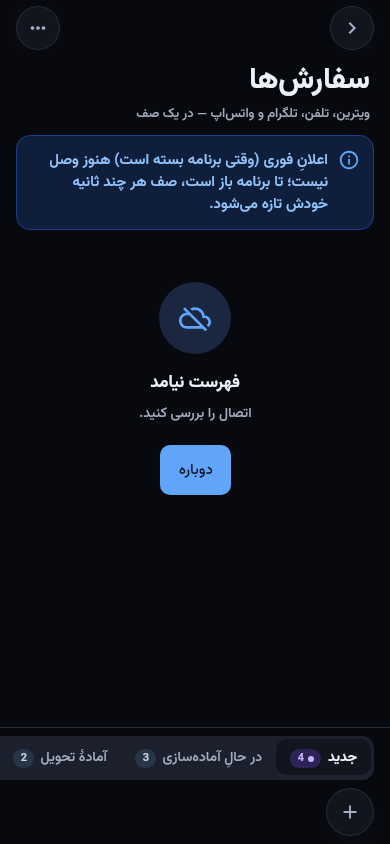 سفارش‌ها
ویترین، تلفن، تلگرام و واتس‌اپ — در یک صف
اعلانِ فوری (وقتی برنامه بسته است) هنوز وصل
نیست؛ تا برنامه باز است، صف هر چند ثانیه
خودش تازه می‌شود.
فهرست نیامد
اتصال را بررسی کنید.
دوباره
جدید 4 در حالِ آماده‌سازی 3 آمادهٔ تحویل 2